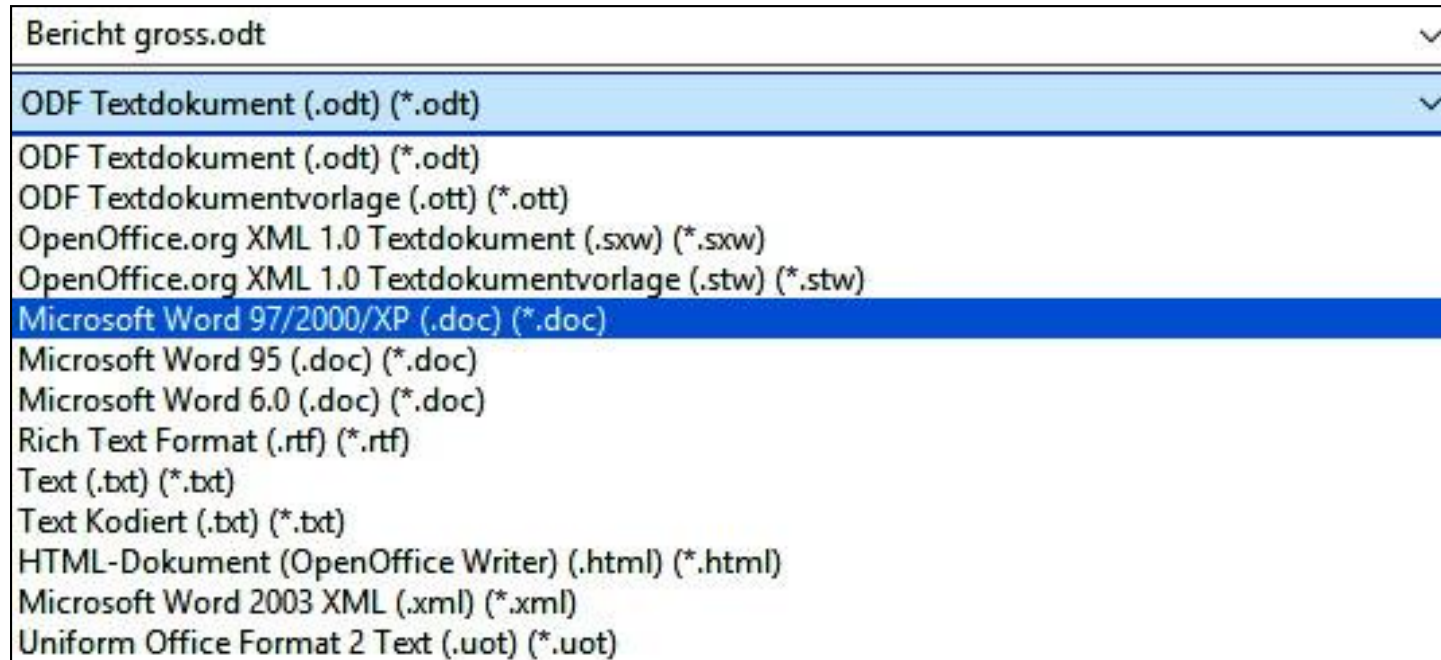 Bericht gross.odt
ODF Textdokument (.odt) (*.odt)
ODF Textdokument (.odt) (*.odt)
ODF Textdokumentvorlage (.ott) (*.ott)
OpenOffice.org XML 1.0 Textdokument (.sxw) (*.sxw)
OpenOffice.org XML 1.0 Textdokumentvorlage (.stw) (*.stw)
Microsoft Word 97/2000/XP (.doc) (*.doc)
Microsoft Word 95 (.doc) (*.doc)
Microsoft Word 6.0 (.doc) (*.doc)
Rich Text Format (.rtf) (*.rtf)
Text (.txt) (*.txt)
Text Kodiert (.txt) (*.txt)
HTML-Dokument (OpenOffice Writer) (.html) (*.html)
Microsoft Word 2003 XML (.xml) (*.xml)
Uniform Office Format 2 Text (.uot) (*.uot)